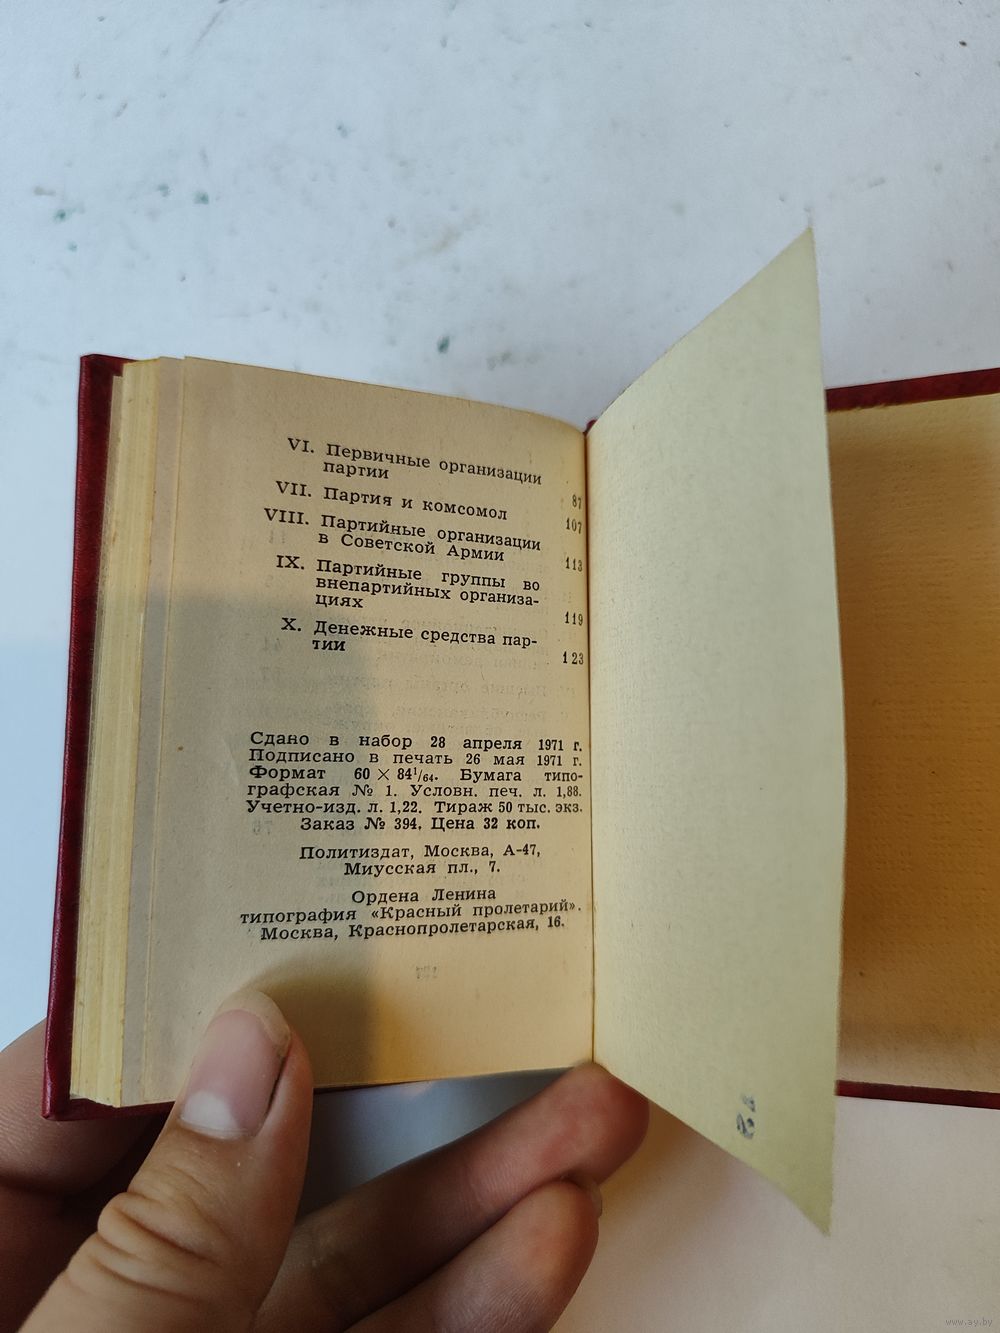 VI. Первичные организации
партии 87
VII. Партия и комсомол 107
VIII. Партийные организации
в Советской Армии 113
IX. Партийные группы во
внепартийных организа-
циях 119
X. Денежные средства пар-
тии 123
Сдано в набор 28 апреля 1971 г.
Подписано в печать 26 мая 1971 г.
Формат 60 × 84¹/₆₄. Бумага типо-
графская № 1. Условн. печ. л. 1,88.
Учетно-изд. л. 1,22. Тираж 50 тыс. экз.
Заказ № 394. Цена 32 коп.
Политиздат, Москва, А-47,
Миусская пл., 7.
Ордена Ленина
типография «Красный пролетарий».
Москва, Краснопролетарская, 16.
www.ay.by